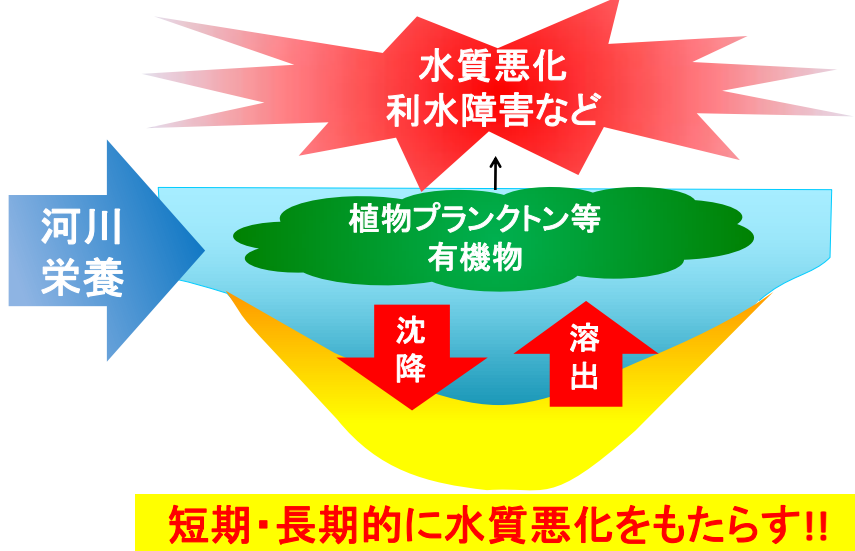 水質悪化
利水障害など
河川
栄養
植物プランクトン等
有機物
沈
降
溶
出
短期・長期的に水質悪化をもたらす!!